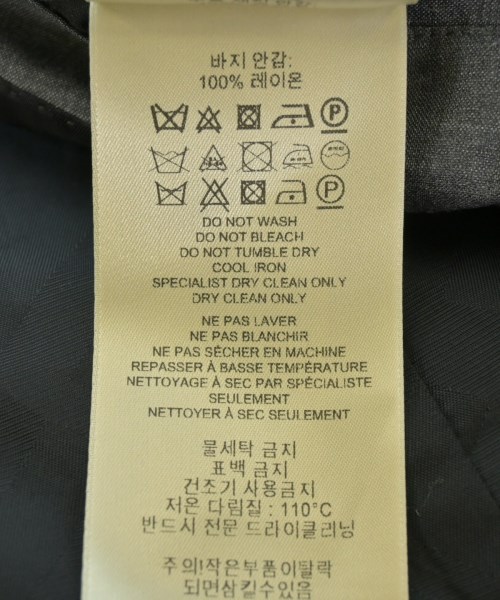 바지 안감:
100% 레이온
P
P
DO NOT WASH
DO NOT BLEACH
DO NOT TUMBLE DRY
COOL IRON
SPECIALIST DRY CLEAN ONLY
DRY CLEAN ONLY
NE PAS LAVER
NE PAS BLANCHIR
NE PAS SÉCHER EN MACHINE
REPASSER À BASSE TEMPÉRATURE
NETTOYAGE À SEC PAR SPÉCIALISTE
SEULEMENT
NETTOYER À SEC SEULEMENT
물세탁 금지
표백 금지
건조기 사용금지
저온 다림질 : 110°C
반드시 전문 드라이클리닝
주의!작은부품이탈락
되면삼킬수있음